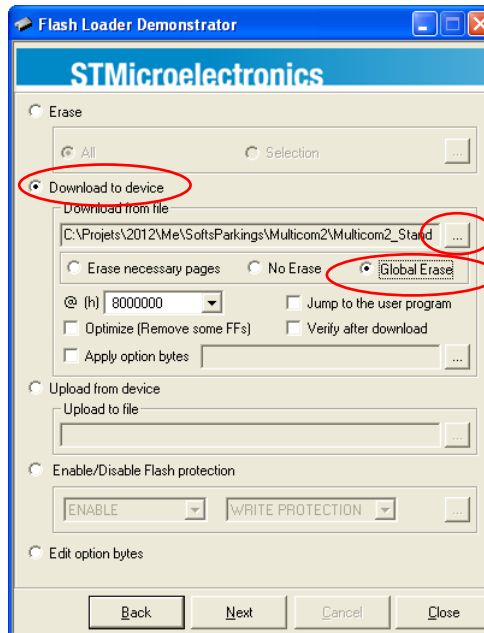 Flash Loader Demonstrator
STMicroelectronics
Erase
All Selection ...
Download to device
Download from file
C:\Projets\2012\Me\SoftsParkings\Multicom2\Multicom2_Stand ...
Erase necessary pages No Erase Global Erase
@ (h) 8000000 Jump to the user program
Optimize (Remove some FFs) Verify after download
Apply option bytes ...
Upload from device
Upload to file
...
Enable/Disable Flash protection
ENABLE WRITE PROTECTION ...
Edit option bytes
Back Next Cancel Close